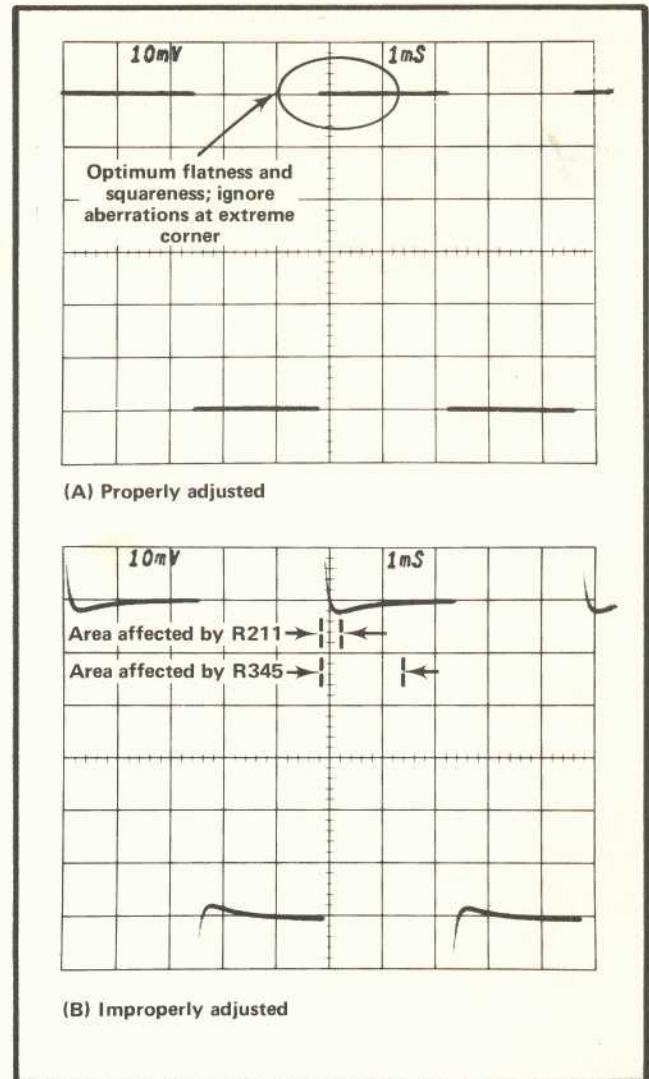 10mV 1mS
Optimum flatness and
squareness; ignore
aberrations at extreme
corner
(A) Properly adjusted
10mV 1mS
Area affected by R211
Area affected by R345
(B) Improperly adjusted